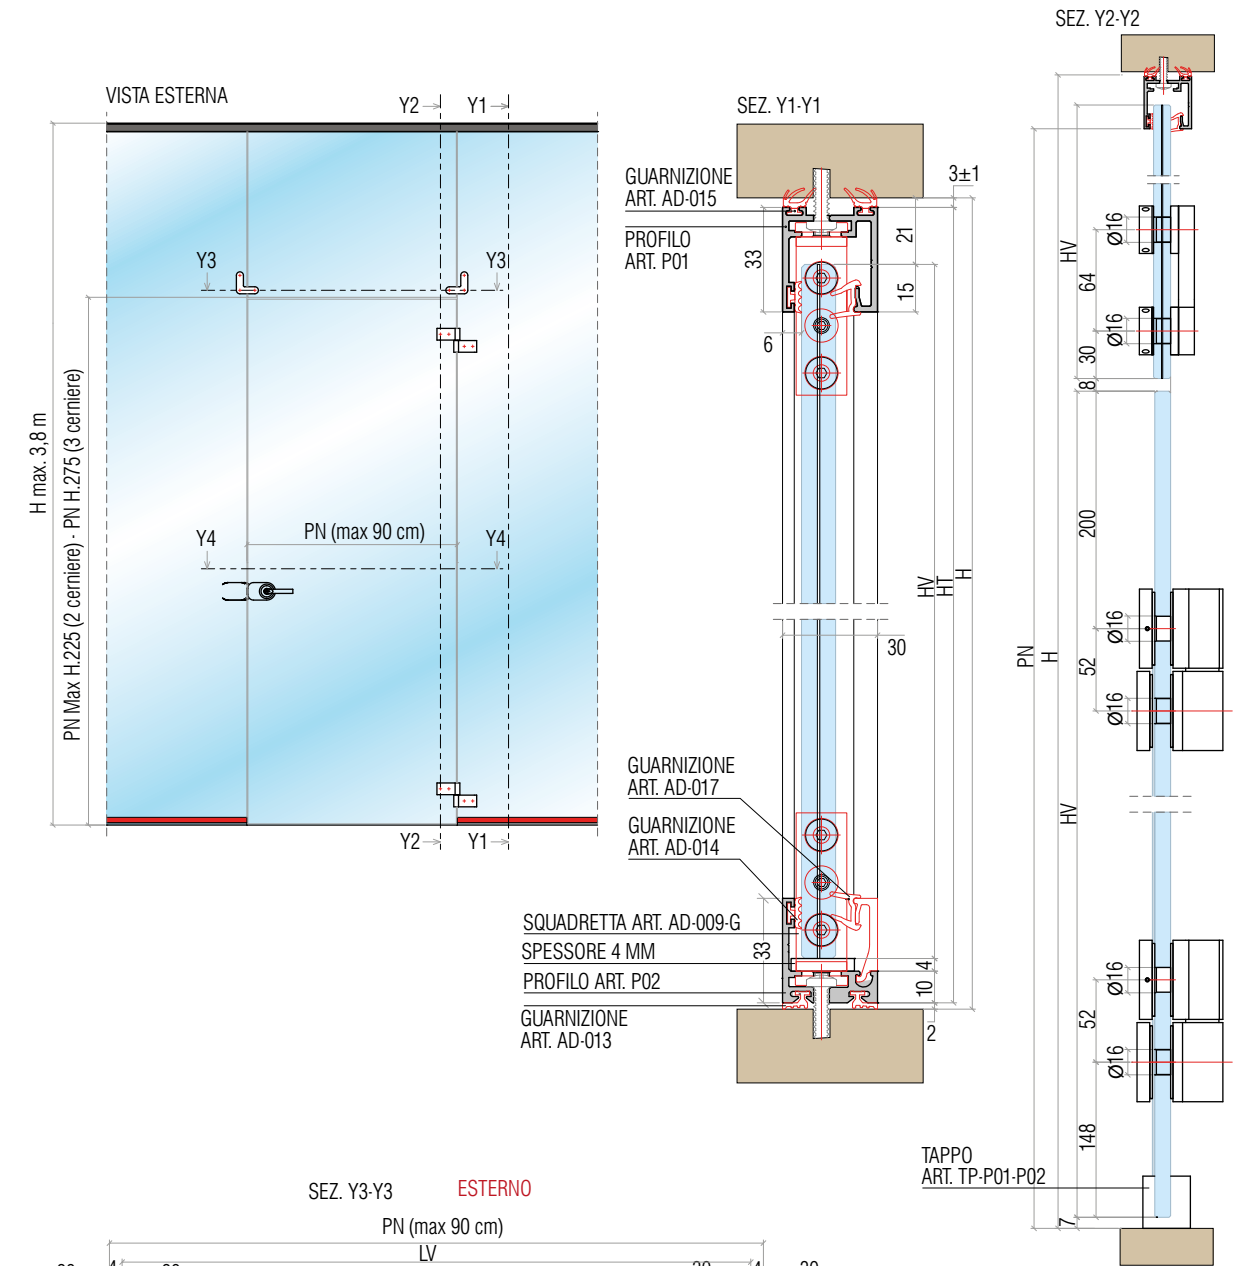 VISTA ESTERNA
Y2
Y1
Y3
Y3
H max. 3,8 m
PN Max H.225 (2 cerniere) - PN H.275 (3 cerniere)
PN (max 90 cm)
Y4
Y4
Y2
Y1
SEZ. Y1-Y1
GUARNIZIONE
ART. AD-015
PROFILO
ART. P01
3±1
21
33
15
6
HV
HT
H
30
GUARNIZIONE
ART. AD-017
GUARNIZIONE
ART. AD-014
SQUADRETTA ART. AD-009-G
SPESSORE 4 MM
PROFILO ART. P02
GUARNIZIONE
ART. AD-013
33
4
10
2
SEZ. Y2-Y2
HV
Ø16
64
Ø16
30
8
200
Ø16
PN
H
52
Ø16
HV
Ø16
52
Ø16
148
TAPPO
ART. TP-P01-P02
7
SEZ. Y3-Y3
ESTERNO
PN (max 90 cm)
LV